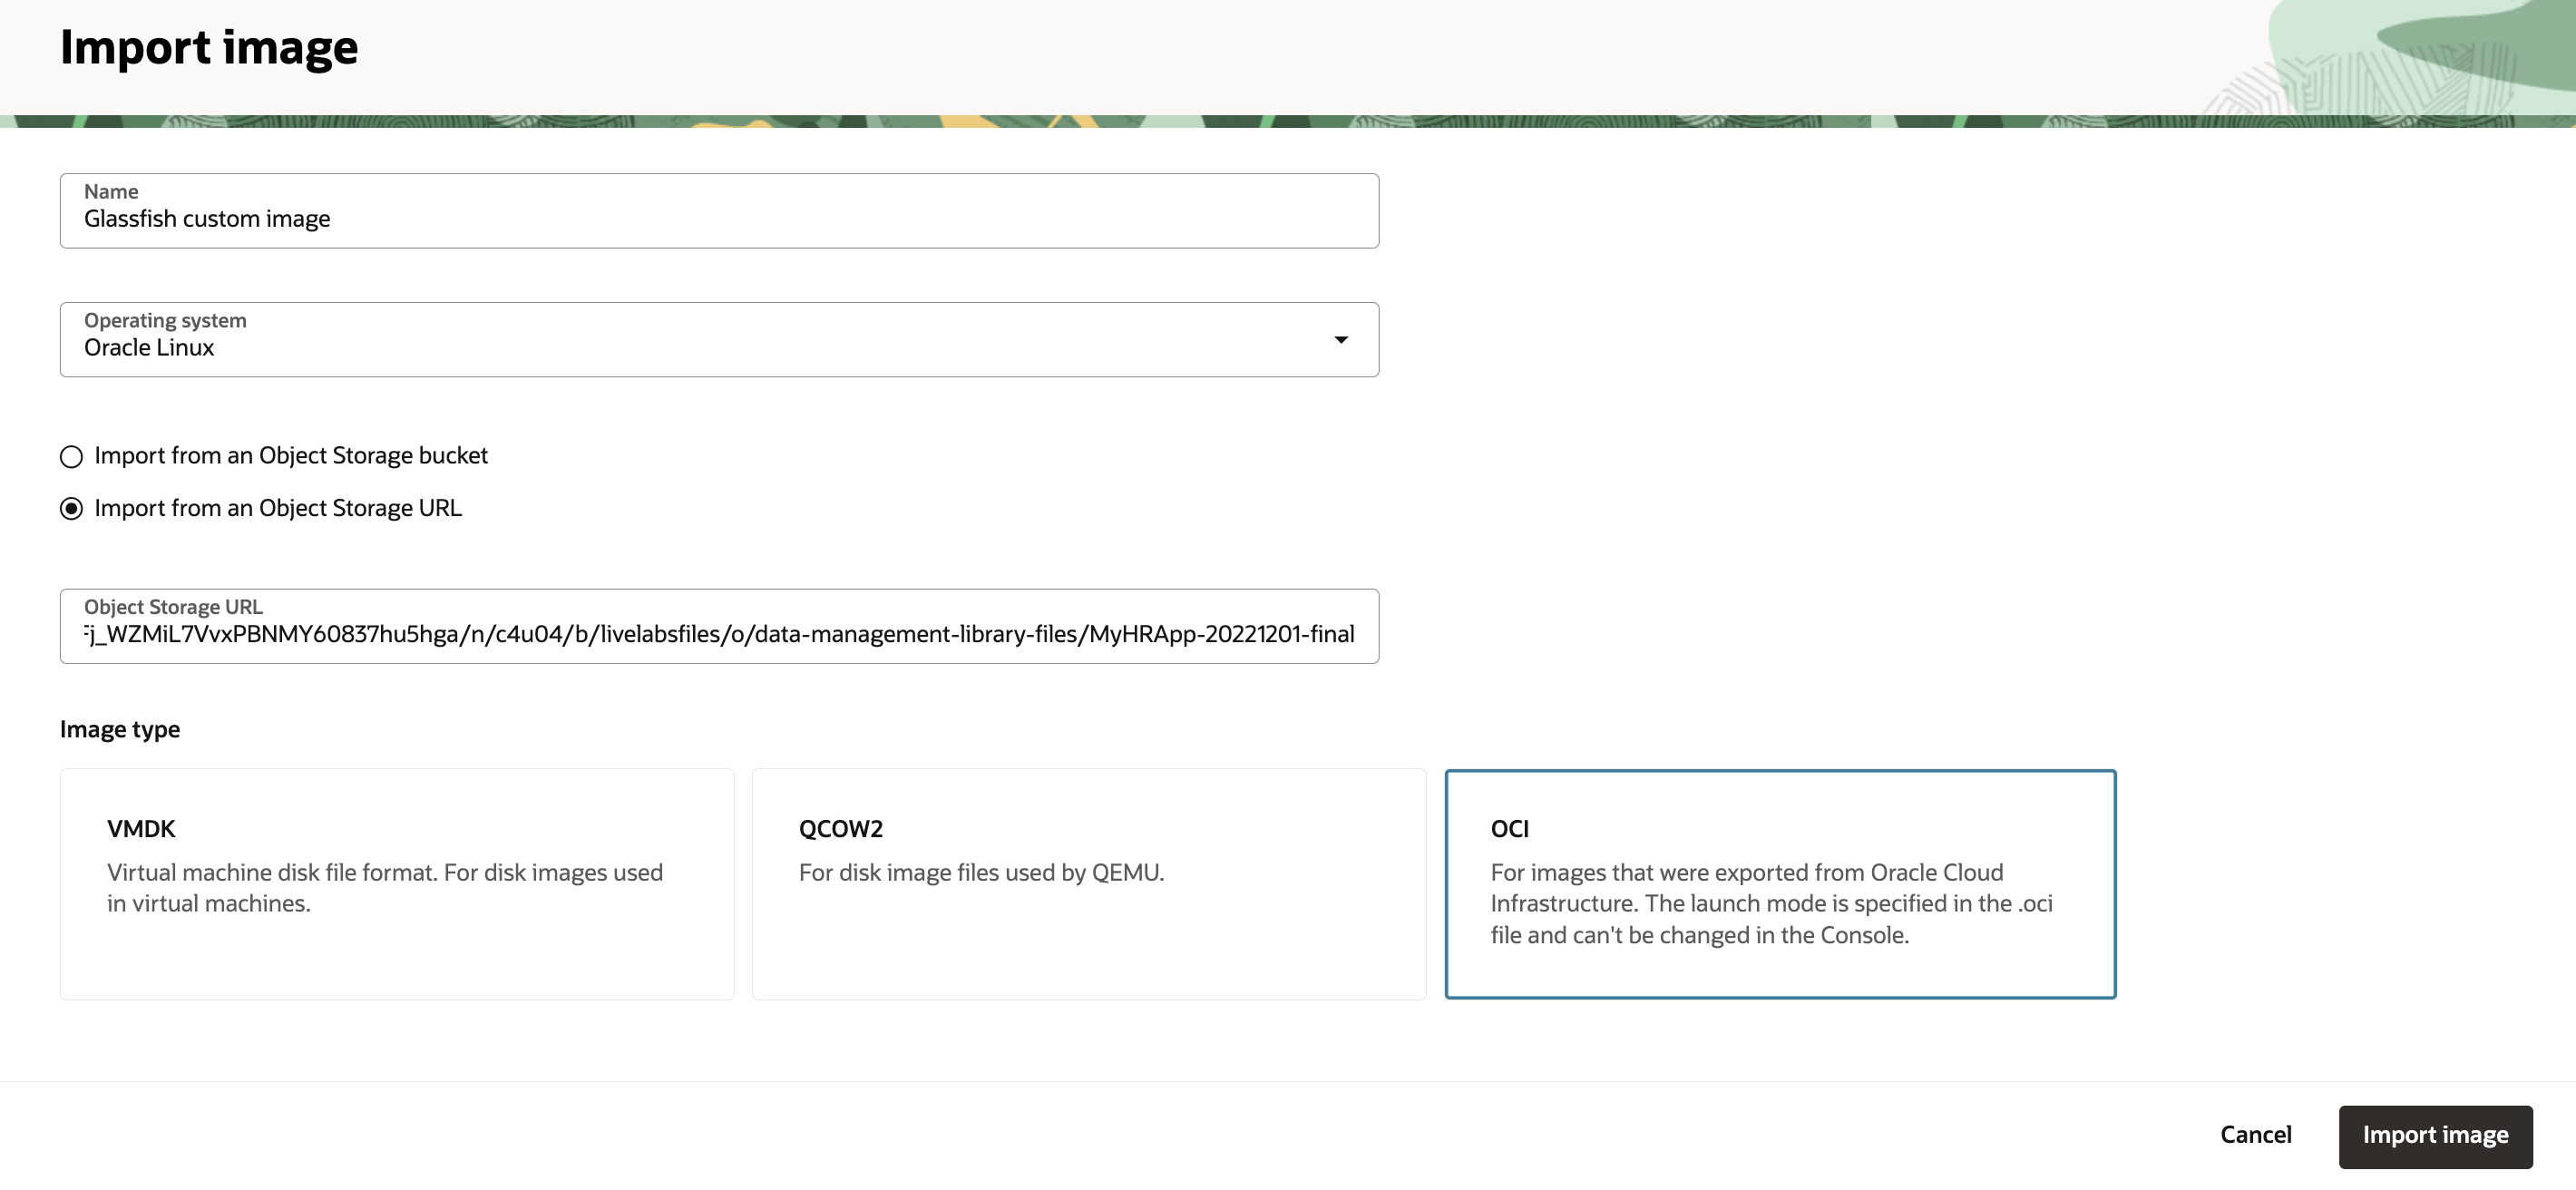 Import image
Name
Glassfish custom image
Operating system
Oracle Linux
Import from an Object Storage bucket
Import from an Object Storage URL
Object Storage URL
j_WZMiL7VvxPBNMY60837hu5hga/n/c4u04/b/livelabsfiles/o/data-management-library-files/MyHRApp-20221201-final
Image type
VMDK
Virtual machine disk file format. For disk images used
in virtual machines.
QCOW2
For disk image files used by QEMU.
OCI
For images that were exported from Oracle Cloud
Infrastructure. The launch mode is specified in the .oci
file and can't be changed in the Console.
Cancel
Import image